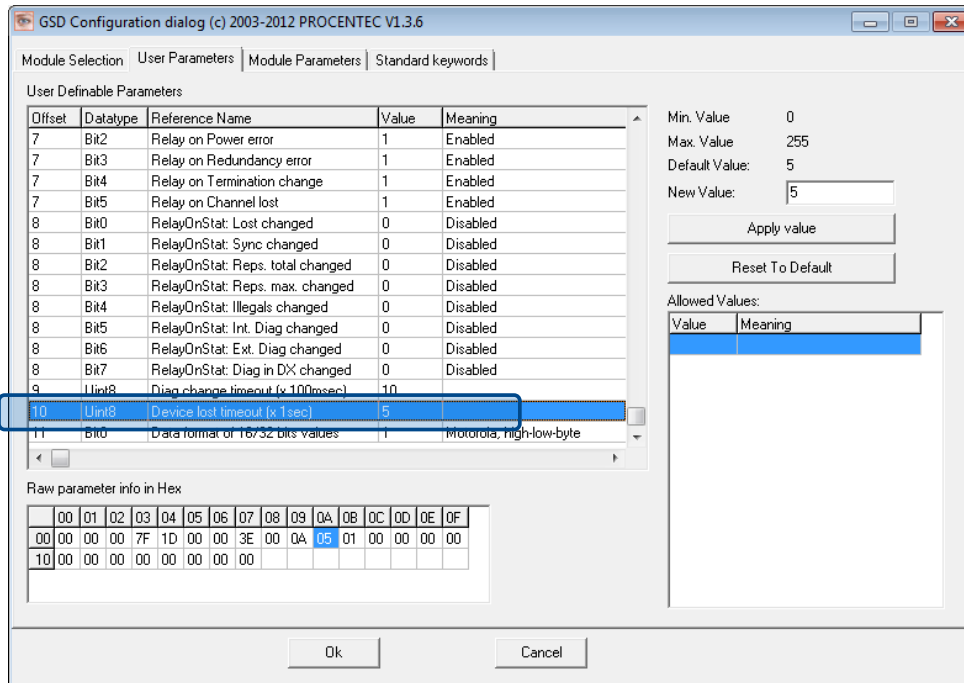 GSD Configuration dialog (c) 2003-2012 PROCENTEC V1.3.6
Module Selection User Parameters Module Parameters Standard keywords
User Definable Parameters
Offset Datatype Reference Name Value Meaning
7 Bit2 Relay on Power error 1 Enabled
7 Bit3 Relay on Redundancy error 1 Enabled
7 Bit4 Relay on Termination change 1 Enabled
7 Bit5 Relay on Channel lost 1 Enabled
8 Bit0 RelayOnStat: Lost changed 0 Disabled
8 Bit1 RelayOnStat: Sync changed 0 Disabled
8 Bit2 RelayOnStat: Reps. total changed 0 Disabled
8 Bit3 RelayOnStat: Reps. max. changed 0 Disabled
8 Bit4 RelayOnStat: Illegals changed 0 Disabled
8 Bit5 RelayOnStat: Int. Diag changed 0 Disabled
8 Bit6 RelayOnStat: Ext. Diag changed 0 Disabled
8 Bit7 RelayOnStat: Diag in DX changed 0 Disabled
9 UInt8 Diag change timeout (x 100msec) 10
10 UInt8 Device lost timeout (x 1sec) 5
11 Bit0 Data format of 16/32 bits values 1 Motorola, high-low-byte
Min. Value 0
Max. Value 255
Default Value: 5
New Value: 5
Apply value
Reset To Default
Allowed Values:
Value Meaning
Raw parameter info in Hex
00 01 02 03 04 05 06 07 08 09 0A 0B 0C 0D 0E 0F
00 00 00 00 7F 1D 00 00 3E 00 0A 05 01 00 00 00 00
10 00 00 00 00 00 00 00
Ok Cancel